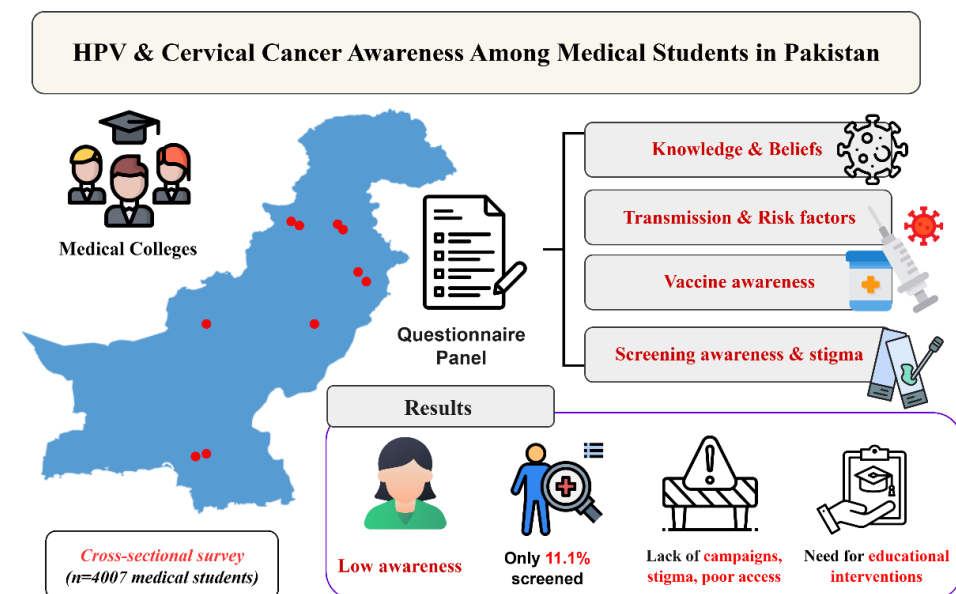 HPV & Cervical Cancer Awareness Among Medical Students in Pakistan
Medical Colleges
Questionnaire
Panel
Knowledge & Beliefs
Transmission & Risk factors
Vaccine awareness
Screening awareness & stigma
Results
Cross-sectional survey
(n=4007 medical students)
Low awareness
Only 11.1%
screened
Lack of campaigns,
stigma, poor access
Need for educational
interventions